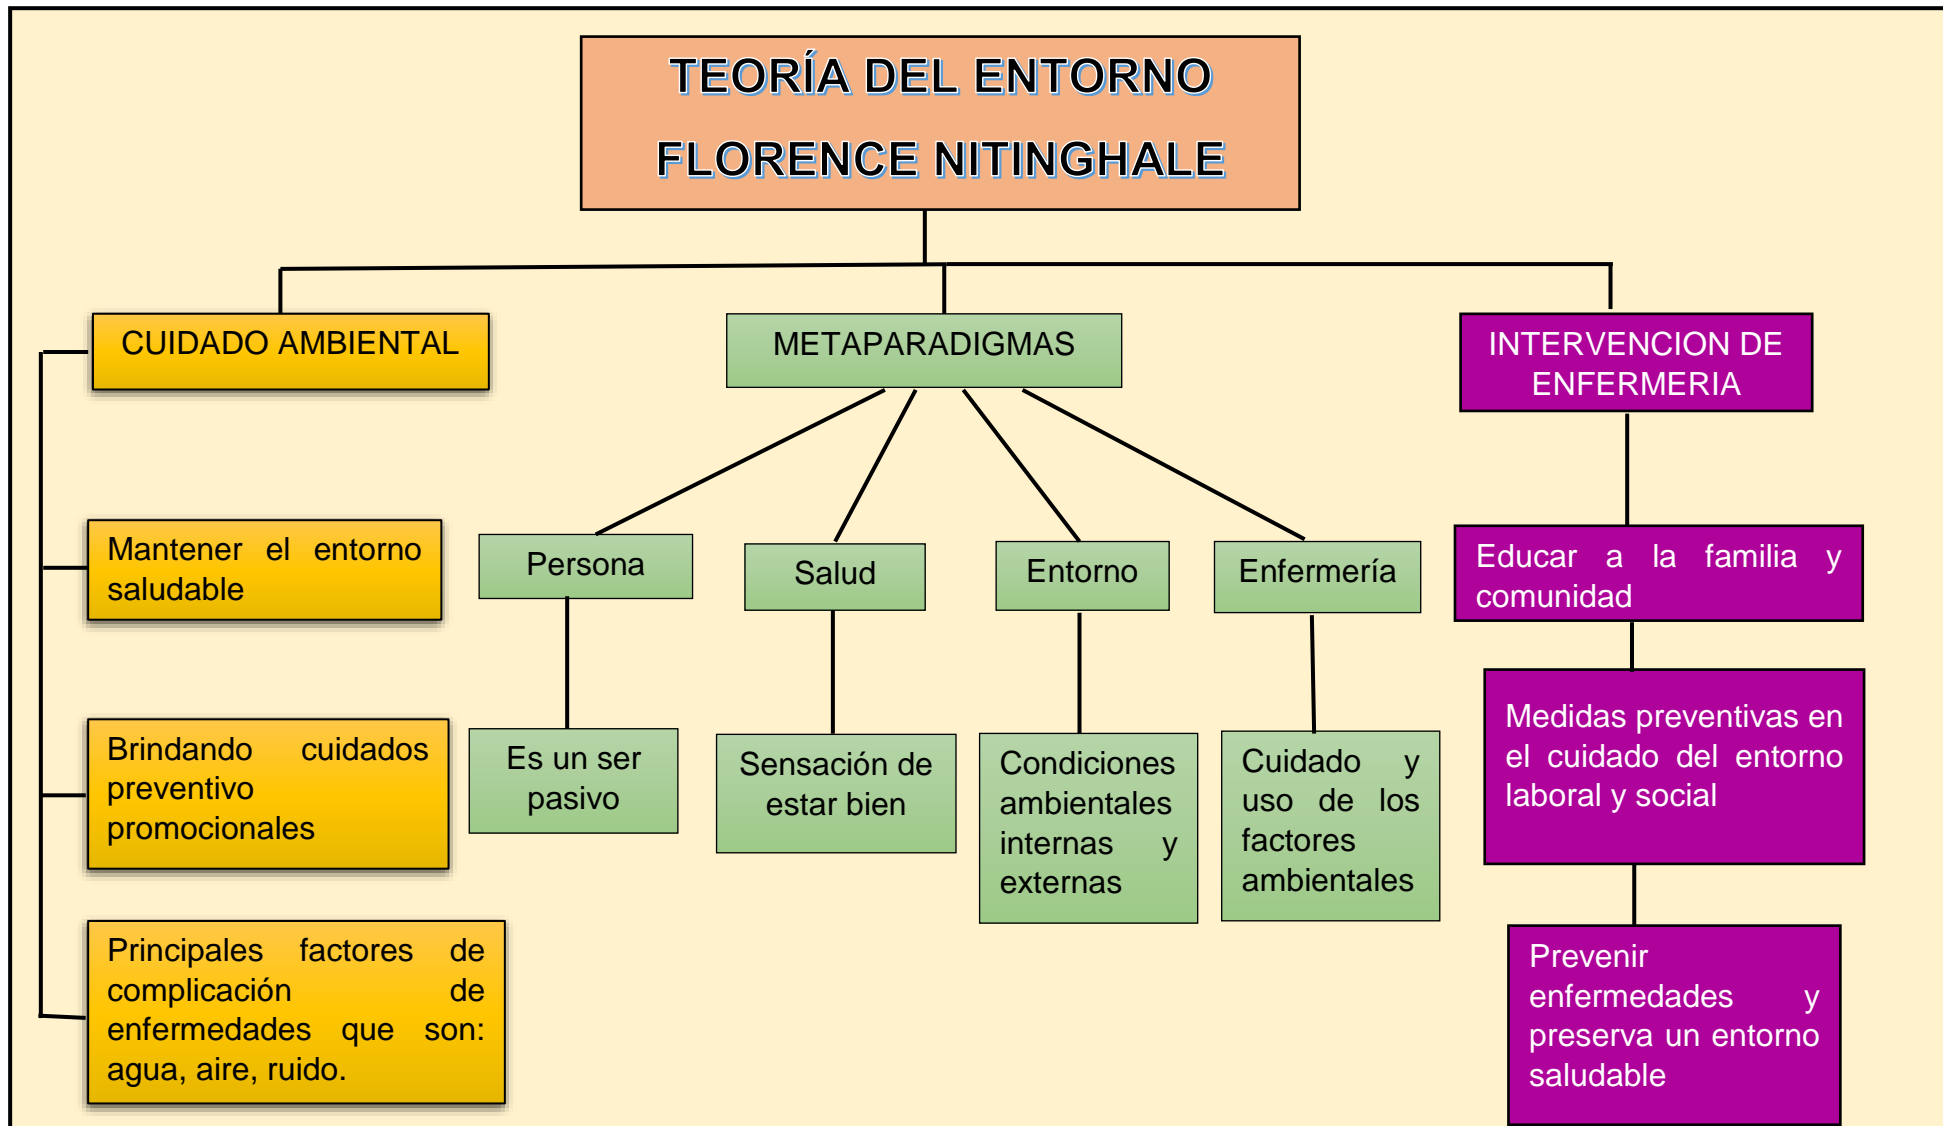 TEORÍA DEL ENTORNO
FLORENCE NITINGHALE
CUIDADO AMBIENTAL
Mantener el entorno
saludable
Brindando cuidados
preventivo
promocionales
Principales factores de
complicación de
enfermedades que son:
agua, aire, ruido.
METAPARADIGMAS
Persona
Es un ser
pasivo
Salud
Sensación de
estar bien
Entorno
Condiciones
ambientales
internas y
externas
Enfermería
Cuidado y
uso de los
factores
ambientales
INTERVENCION DE
ENFERMERIA
Educar a la familia y
comunidad
Medidas preventivas en
el cuidado del entorno
laboral y social
Prevenir
enfermedades y
preserva un entorno
saludable